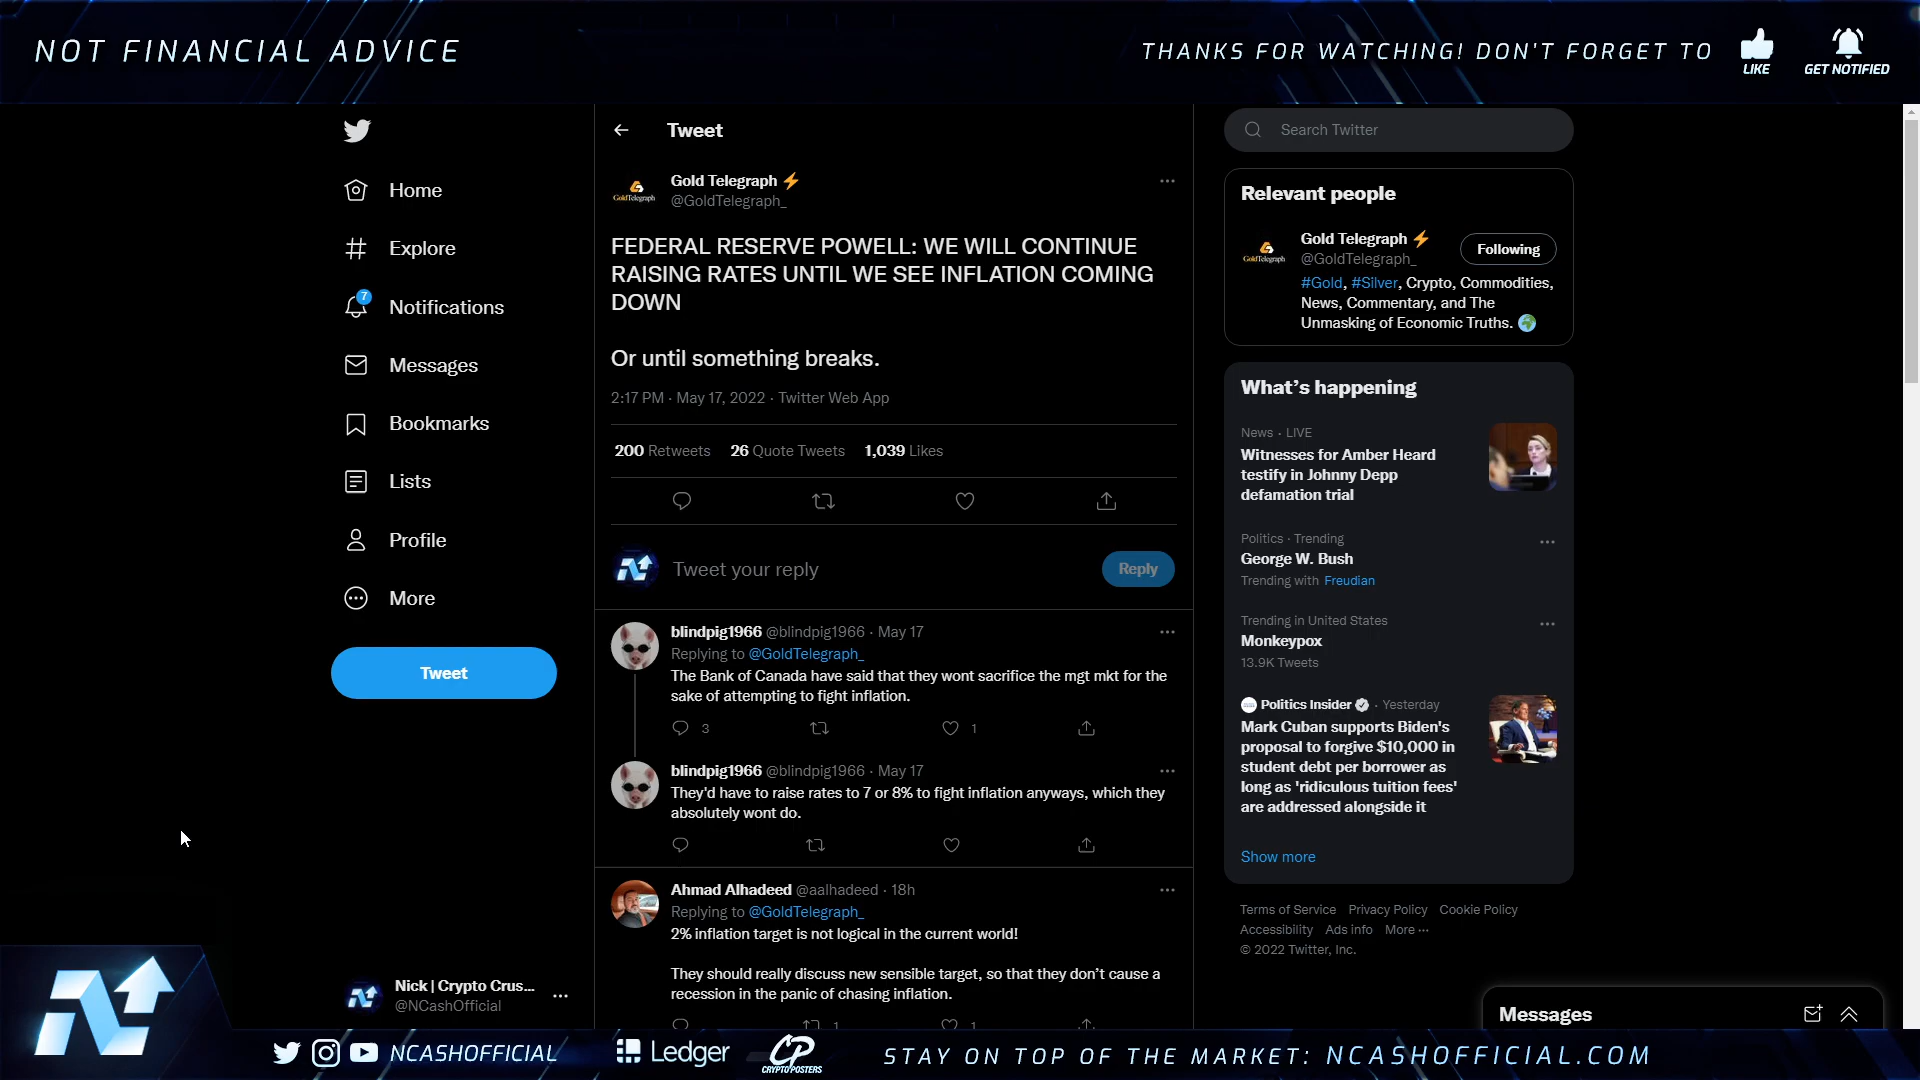 NOT FINANCIAL ADVICE
THANKS FOR WATCHING! DON'T FORGET TO
LIKE
GET NOTIFIED
Home
Explore
7
Notifications
Messages
Bookmarks
Lists
Profile
More
Tweet
Nick | Crypto Crus...
@NCashOfficial
Tweet
GoldTelegraph
Gold Telegraph ⚡
@GoldTelegraph_
FEDERAL RESERVE POWELL: WE WILL CONTINUE
RAISING RATES UNTIL WE SEE INFLATION COMING
DOWN
Or until something breaks.
2:17 PM · May 17, 2022 · Twitter Web App
200 Retweets 26 Quote Tweets 1,039 Likes
Tweet your reply
Reply
blindpig1966 @blindpig1966 · May 17
Replying to @GoldTelegraph_
The Bank of Canada have said that they wont sacrifice the mgt mkt for the
sake of attempting to fight inflation.
3 1
blindpig1966 @blindpig1966 · May 17
They'd have to raise rates to 7 or 8% to fight inflation anyways, which they
absolutely wont do.
Ahmad Alhadeed @aalhadeed · 18h
Replying to @GoldTelegraph_
2% inflation target is not logical in the current world!
They should really discuss new sensible target, so that they don't cause a
recession in the panic of chasing inflation.
1 1
Search Twitter
Relevant people
GoldTelegraph
Gold Telegraph ⚡
@GoldTelegraph_
Following
#Gold, #Silver, Crypto, Commodities,
News, Commentary, and The
Unmasking of Economic Truths. 🌍
What's happening
News · LIVE
Witnesses for Amber Heard
testify in Johnny Depp
defamation trial
Politics · Trending
George W. Bush
Trending with Freudian
Trending in United States
Monkeypox
13.9K Tweets
Politics Insider · Yesterday
Mark Cuban supports Biden's
proposal to forgive $10,000 in
student debt per borrower as
long as 'ridiculous tuition fees'
are addressed alongside it
Show more
Terms of Service Privacy Policy Cookie Policy
Accessibility Ads info More ···
© 2022 Twitter, Inc.
Messages
NCASHOFFICIAL
Ledger
CP
CRYPTO POSTERS
STAY ON TOP OF THE MARKET: NCASHOFFICIAL.COM